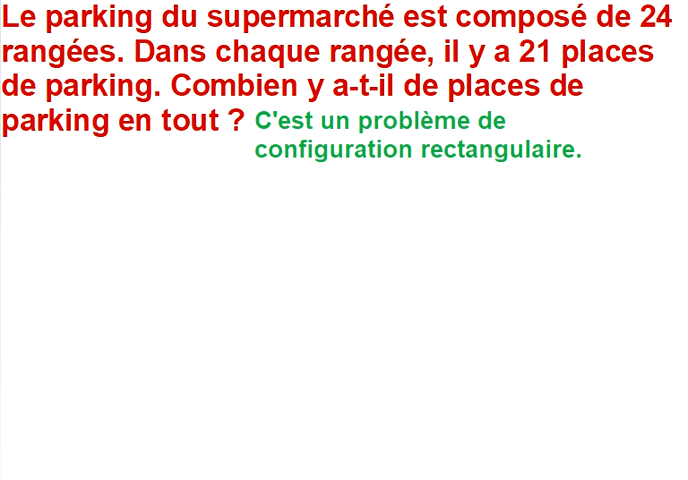 Le parking du supermarché est composé de 24
rangées. Dans chaque rangée, il y a 21 places
de parking. Combien y a-t-il de places de
parking en tout ? C'est un problème de
configuration rectangulaire.